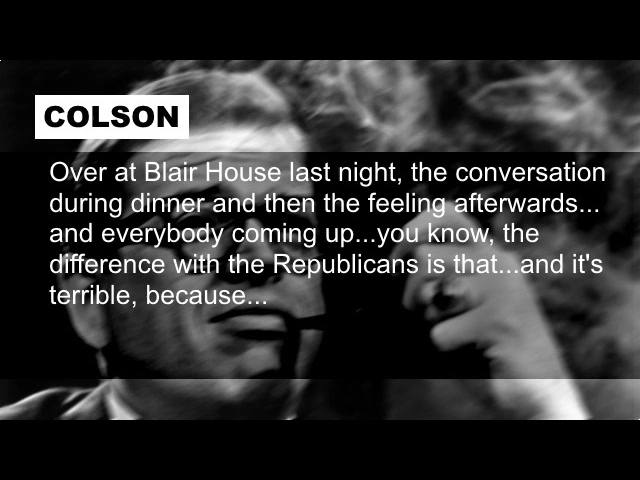 COLSON
Over at Blair House last night, the conversation
during dinner and then the feeling afterwards...
and everybody coming up...you know, the
difference with the Republicans is that...and it's
terrible, because...